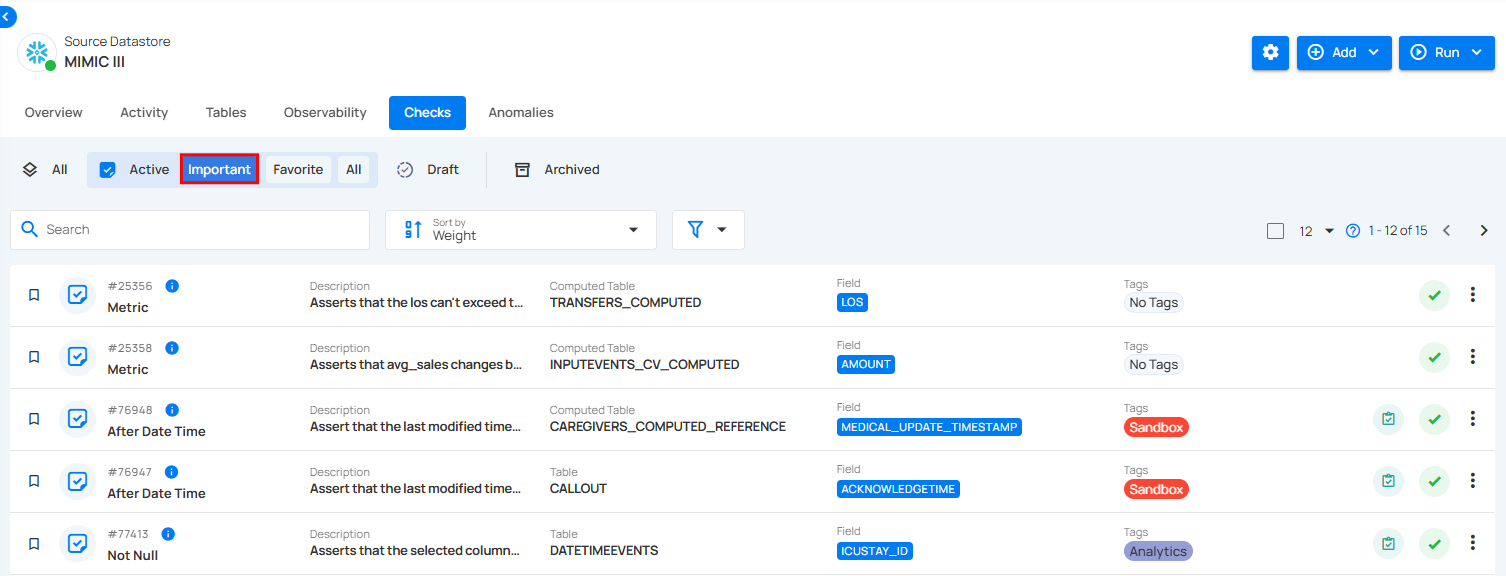 Source Datastore
MIMIC III
Add
Run
Overview Activity Tables Observability Checks Anomalies
All Active Important Favorite All Draft Archived
Search
Sort by
Weight
12 1 - 12 of 15
#25356 Description Computed Table Field Tags
Metric Asserts that the los can't exceed t... TRANSFERS_COMPUTED LOS No Tags
#25358 Description Computed Table Field Tags
Metric Asserts that avg_sales changes b... INPUTEVENTS_CV_COMPUTED AMOUNT No Tags
#76948 Description Computed Table Field Tags
After Date Time Assert that the last modified time... CAREGIVERS_COMPUTED_REFERENCE MEDICAL_UPDATE_TIMESTAMP Sandbox
#76947 Description Table Field Tags
After Date Time Assert that the last modified time... CALLOUT ACKNOWLEDGETIME Sandbox
#77413 Description Table Field Tags
Not Null Asserts that the selected column... DATETIMEEVENTS ICUSTAY_ID Analytics